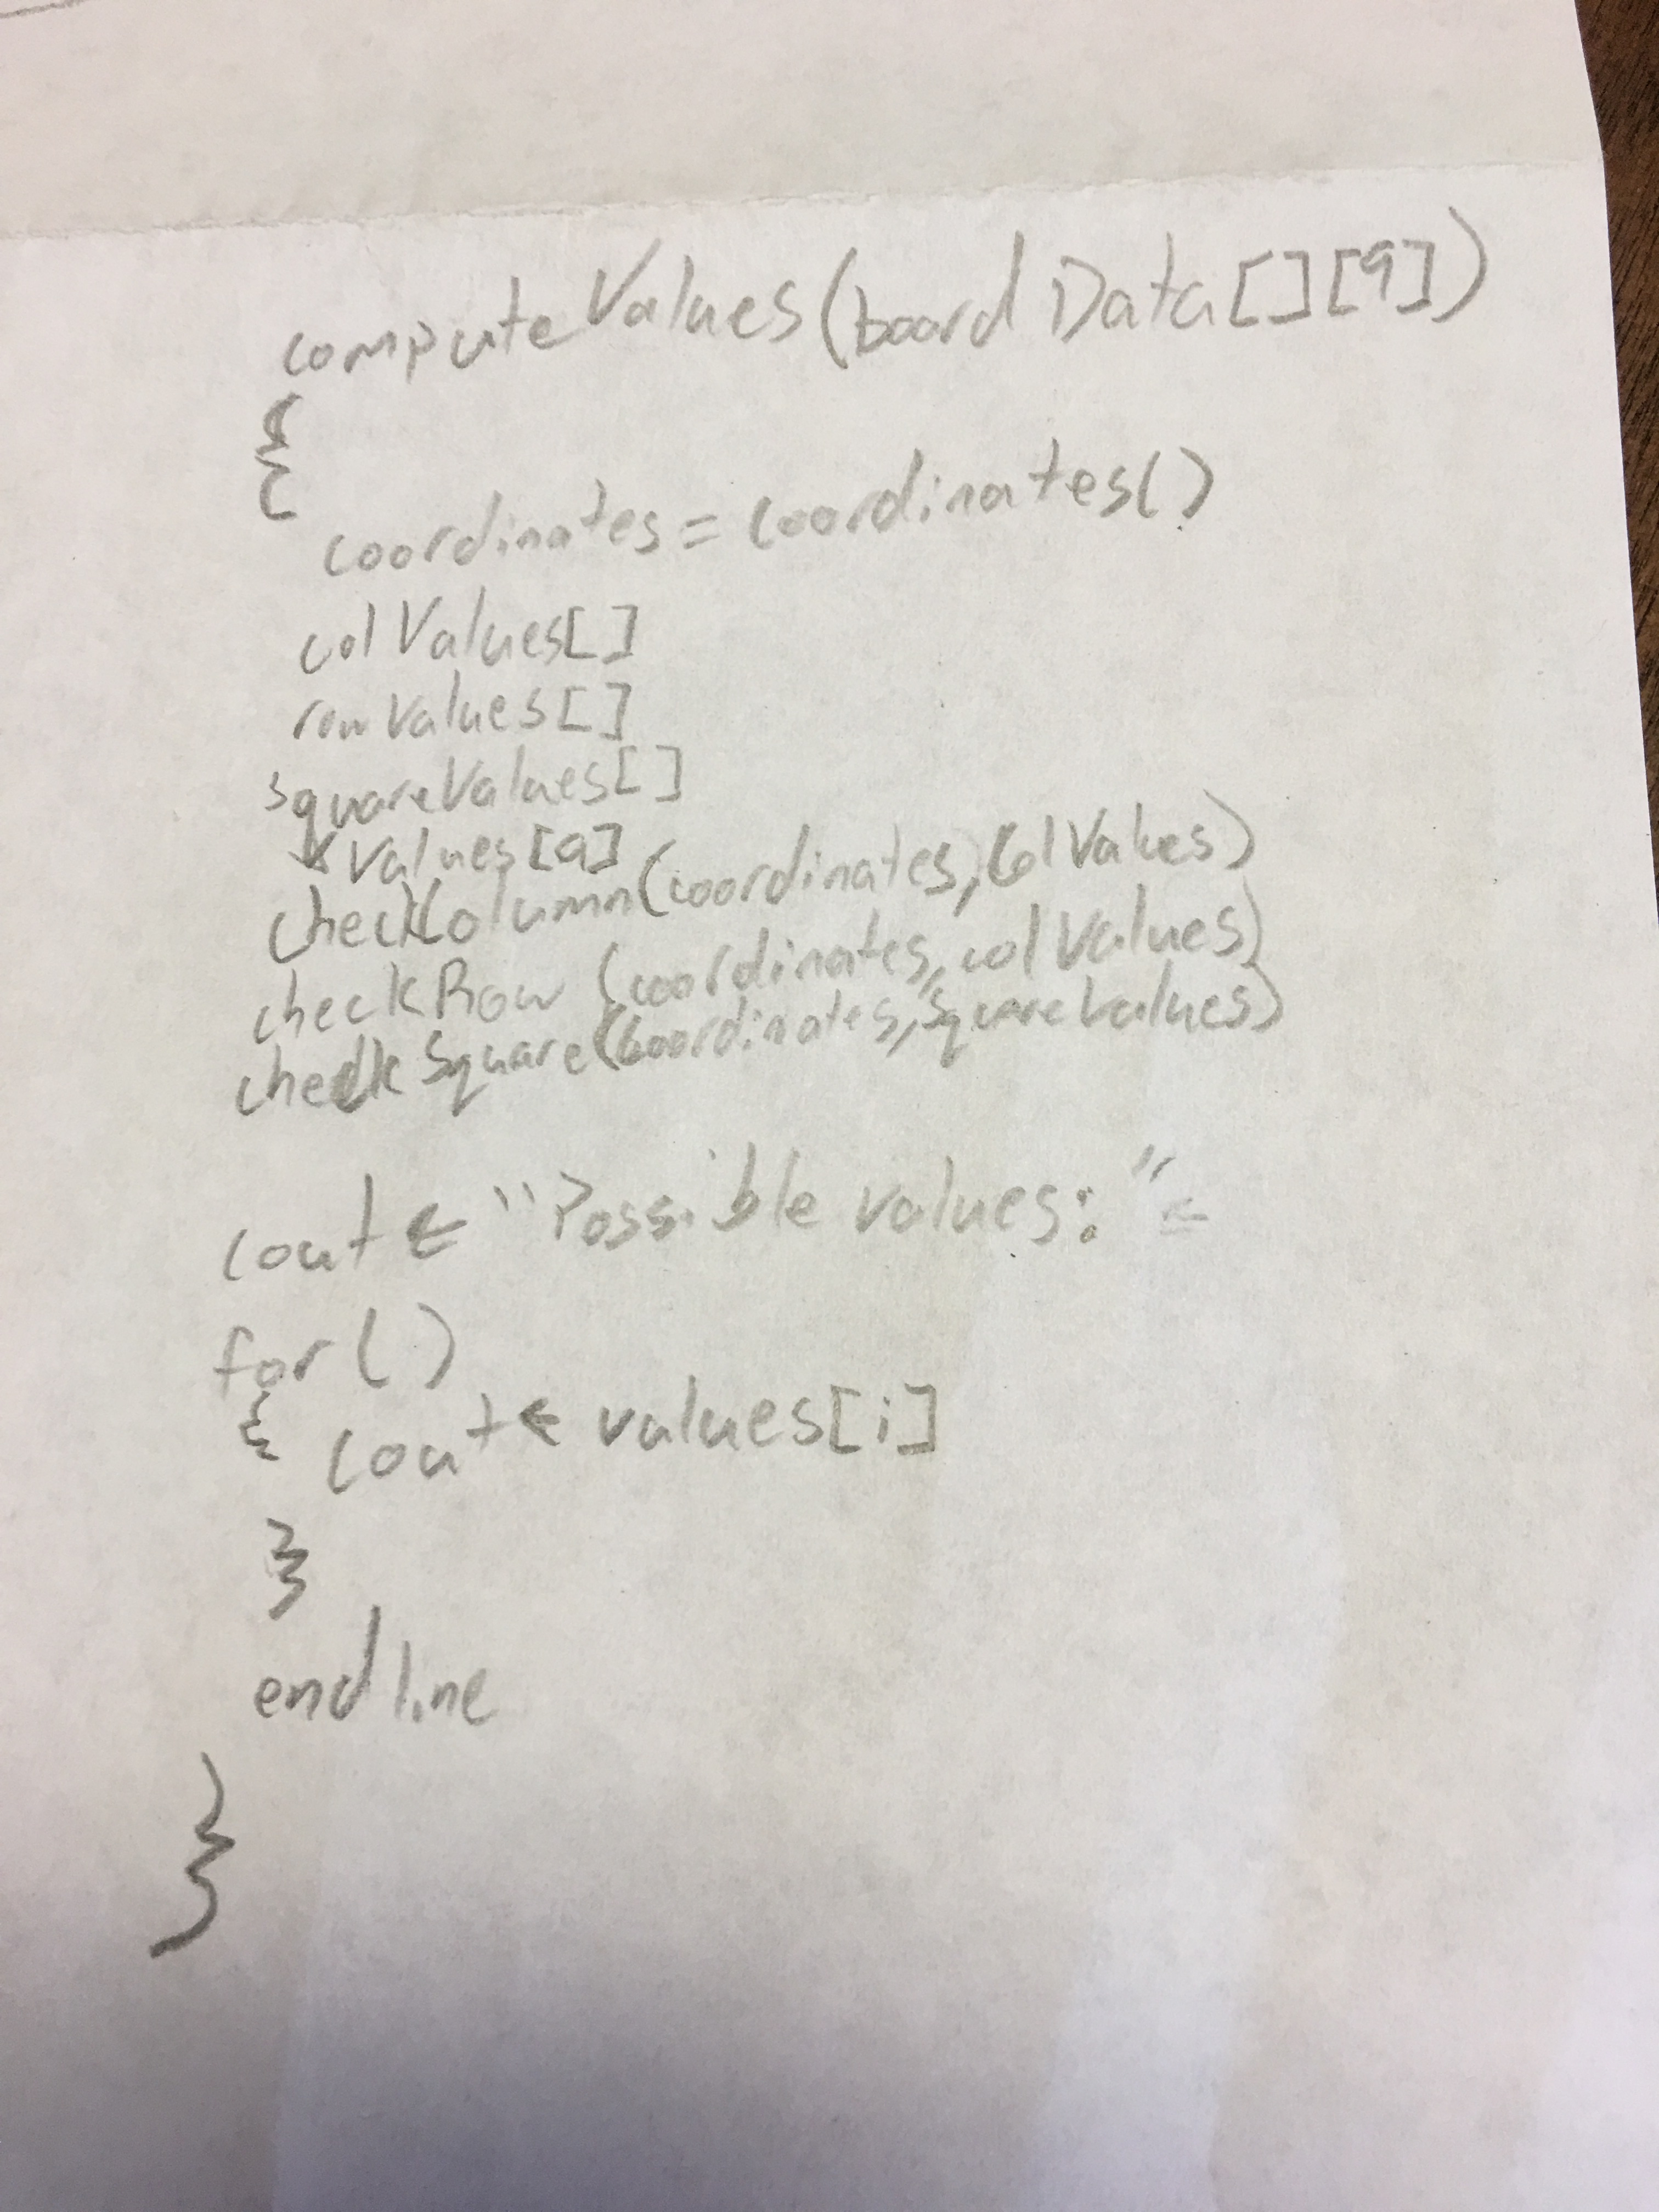 computeValues(boardData[][9])
{
coordinates = coordinates()
colValues[]
rowValues[]
squareValues[]
values[9]
checkColumn(coordinates, colValues)
checkRow (coordinates, colValues)
checkSquare(coordinates, squareValues)
cout ← "Possible values: "
for()
{ cout ← values[i]
}
endline
}